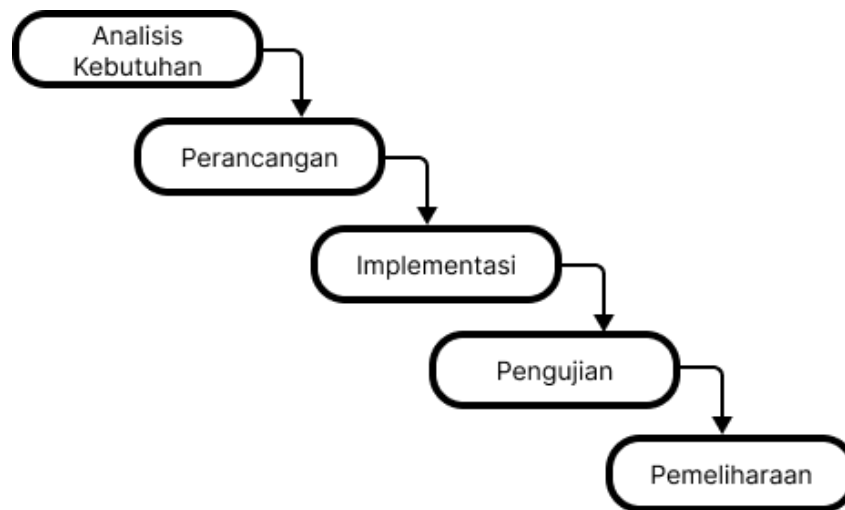 Analisis
Kebutuhan
Perancangan
Implementasi
Pengujian
Pemeliharaan